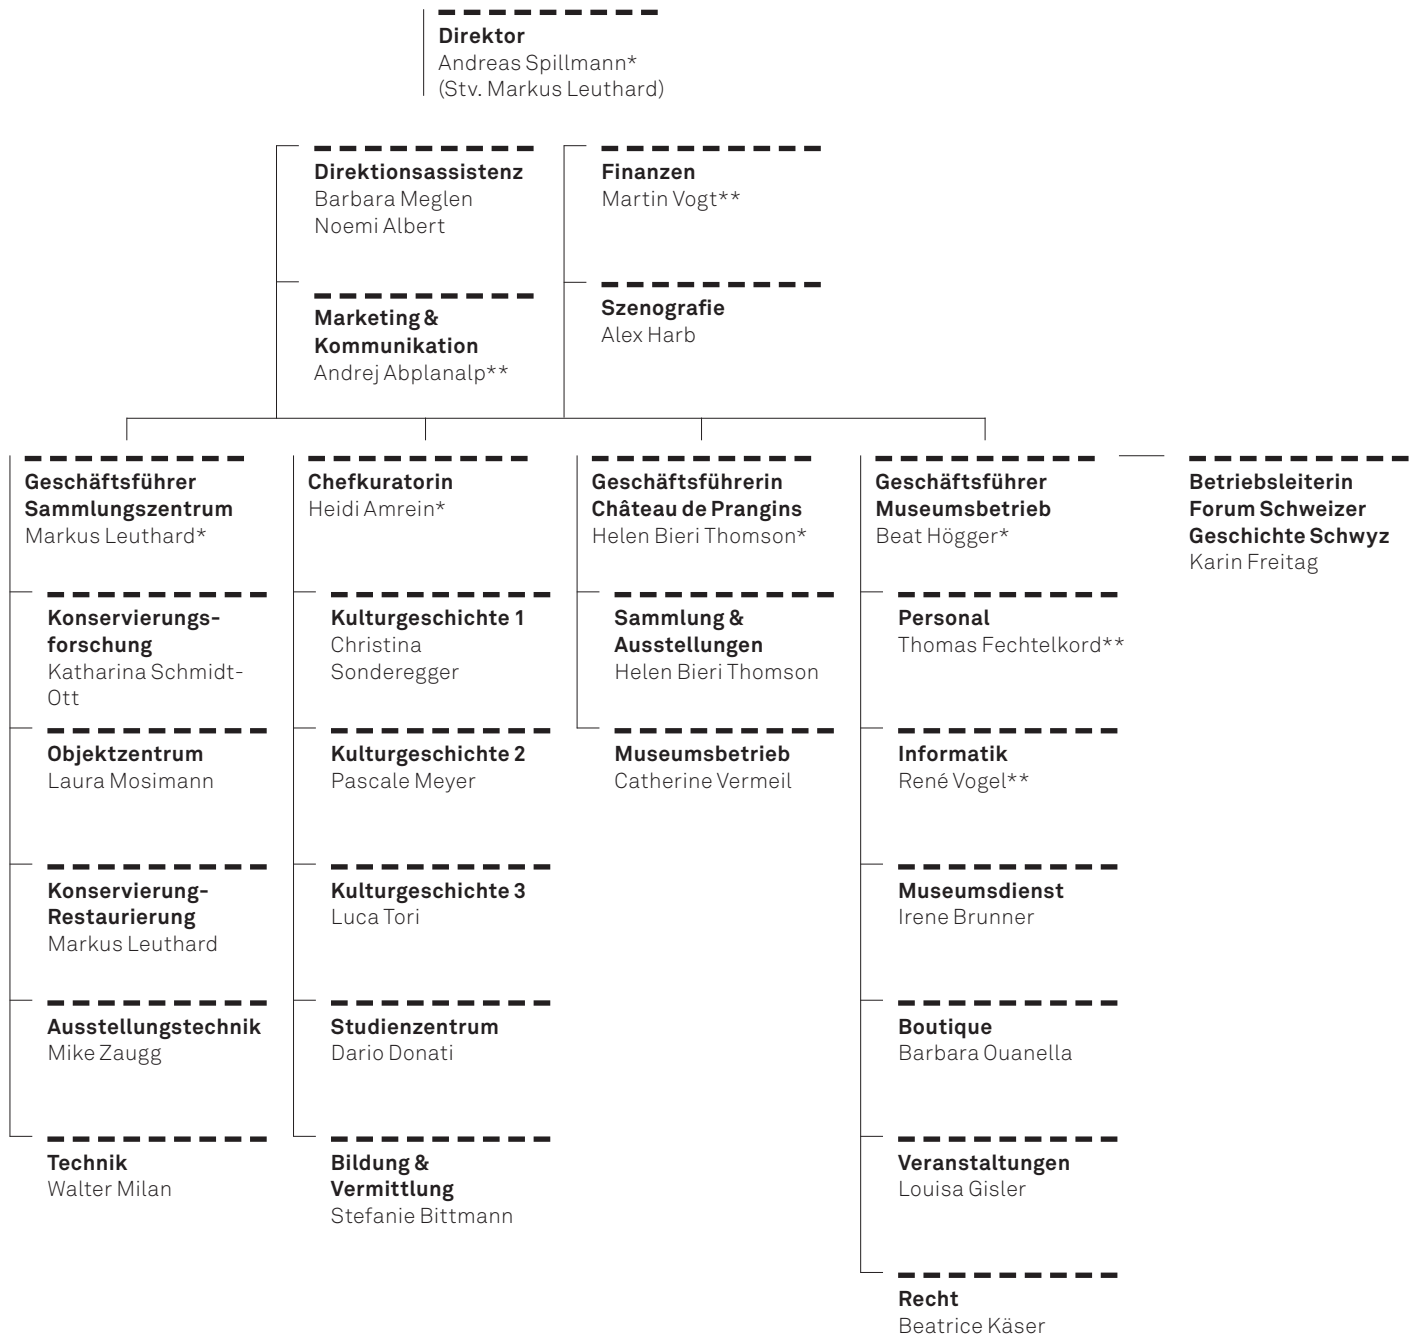 Direktor
Andreas Spillmann*
(Stv. Markus Leuthard)
Direktionsassistenz
Barbara Meglen
Noemi Albert
Finanzen
Martin Vogt**
Marketing &
Kommunikation
Andrej Abplanalp**
Szenografie
Alex Harb
Geschäftsführer
Sammlungszentrum
Markus Leuthard*
Konservierungs-
forschung
Katharina Schmidt-
Ott
Objektzentrum
Laura Mosimann
Konservierung-
Restaurierung
Markus Leuthard
Ausstellungstechnik
Mike Zaugg
Technik
Walter Milan
Chefkuratorin
Heidi Amrein*
Kulturgeschichte 1
Christina
Sonderegger
Kulturgeschichte 2
Pascale Meyer
Kulturgeschichte 3
Luca Tori
Studienzentrum
Dario Donati
Bildung &
Vermittlung
Stefanie Bittmann
Geschäftsführerin
Château de Prangins
Helen Bieri Thomson*
Sammlung &
Ausstellungen
Helen Bieri Thomson
Museumsbetrieb
Catherine Vermeil
Geschäftsführer
Museumsbetrieb
Beat Högger*
Personal
Thomas Fechtelkord**
Informatik
René Vogel**
Museumsdienst
Irene Brunner
Boutique
Barbara Ouanella
Veranstaltungen
Louisa Gisler
Recht
Beatrice Käser
Betriebsleiterin
Forum Schweizer
Geschichte Schwyz
Karin Freitag